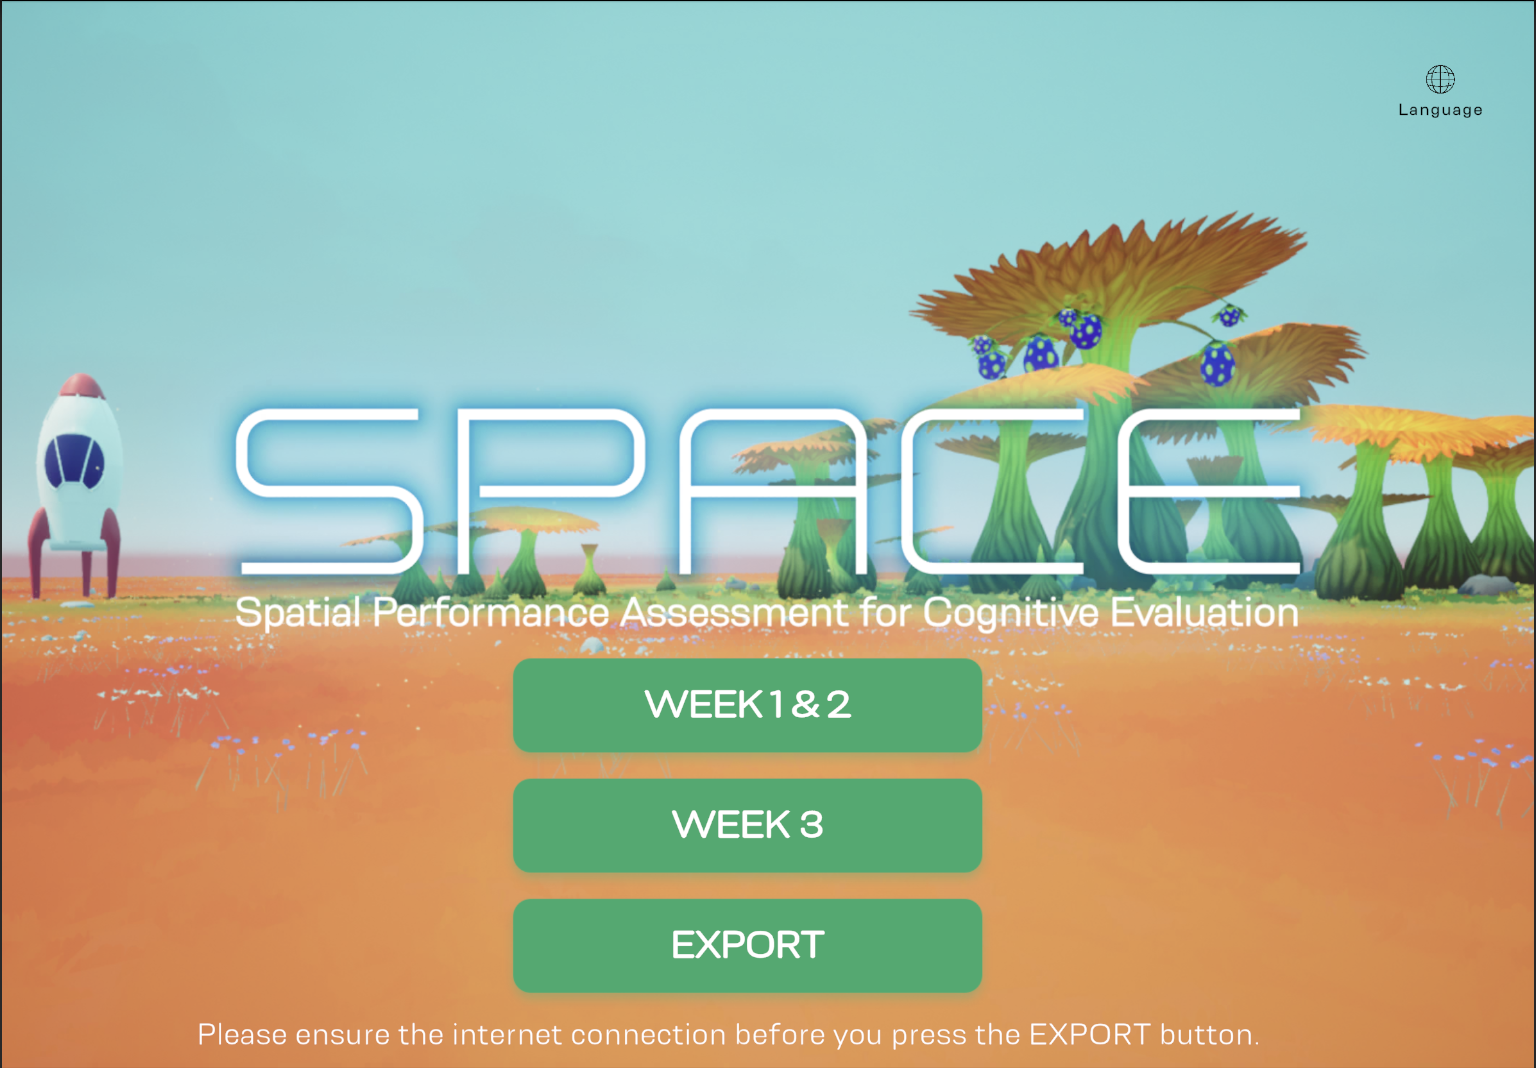 Language
SPACE
Spatial Performance Assessment for Cognitive Evaluation
WEEK 1 & 2
WEEK 3
EXPORT
Please ensure the internet connection before you press the EXPORT button.